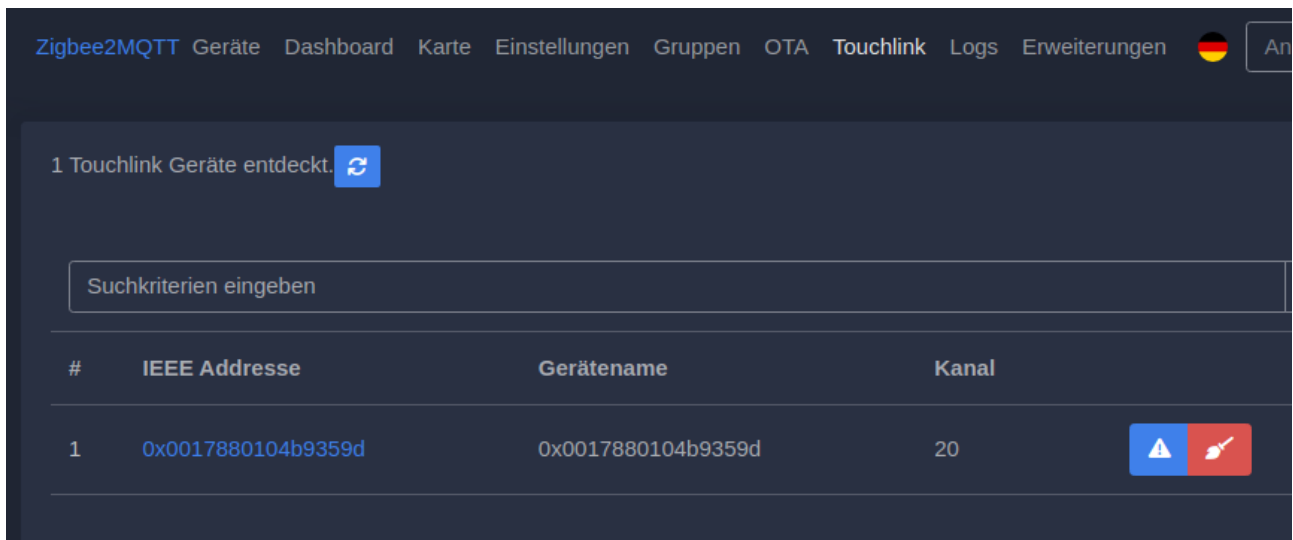 Zigbee2MQTT Geräte Dashboard Karte Einstellungen Gruppen OTA Touchlink Logs Erweiterungen
1 Touchlink Geräte entdeckt.
Suchkriterien eingeben
# IEEE Addresse Gerätename Kanal
1 0x0017880104b9359d 0x0017880104b9359d 20